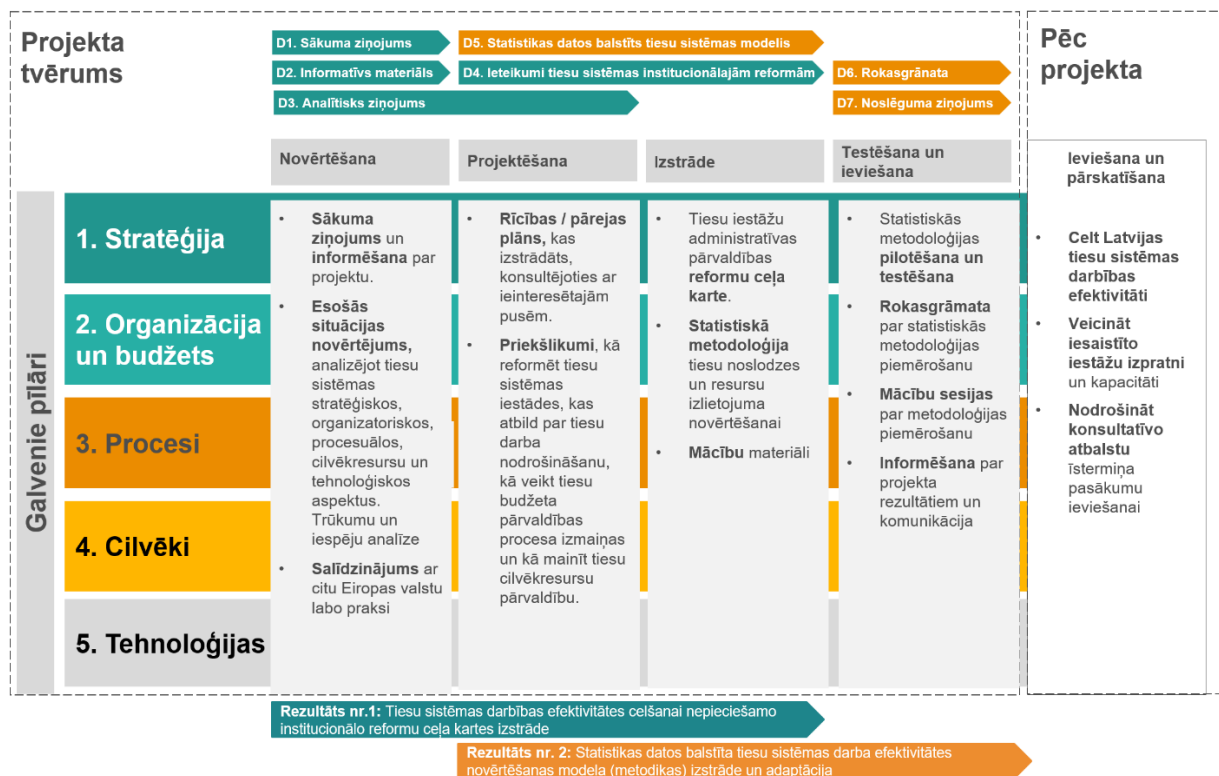 Projekta
tvērums
D1. Sākuma ziņojums
D5. Statistikas datos balstīts tiesu sistēmas modelis
D2. Informatīvs materiāls
D4. Ieteikumi tiesu sistēmas institucionālajām reformām
D6. Rokasgrānata
D3. Analītisks ziņojums
D7. Noslēguma ziņojums
Pēc
projekta
Novērtēšana
Projektēšana
Izstrāde
Testēšana un
ieviešana
Ieviešana un
pārskatīšana
Galvenie pīlāri
1. Stratēģija
2. Organizācija
un budžets
3. Procesi
4. Cilvēki
5. Tehnoloģijas
• Sākuma
ziņojums un
informēšana par
projektu.
• Esošās
situācijas
novērtējums,
analizējot tiesu
sistēmas
stratēģiskos,
organizatoriskos,
procesuālos,
cilvēkresursu un
tehnoloģiskos
aspektus.
Trūkumu un
iespēju analīze
• Salīdzinājums ar
citu Eiropas valstu
labo praksi
• Rīcības / pārejas
plāns, kas
izstrādāts,
konsultējoties ar
ieinteresētajām
pusēm.
• Priekšlikumi, kā
reformēt tiesu
sistēmas
iestādes, kas
atbild par tiesu
darba
nodrošināšanu,
kā veikt tiesu
budžeta
pārvaldības
procesa izmaiņas
un kā mainīt tiesu
cilvēkresursu
pārvaldību.
• Tiesu iestāžu
administratīvas
pārvaldības
reformu ceļa
karte.
• Statistiskā
metodoloģija
tiesu noslodzes
un resursu
izlietojuma
novērtēšanai
• Mācību materiāli
• Statistiskās
metodoloģijas
pilotēšana un
testēšana
• Rokasgrāmata
par statistiskās
metodoloģijas
piemērošanu
• Mācību sesijas
par metodoloģijas
piemērošanu
• Informēšana par
projekta
rezultātiem un
komunikācija
• Celt Latvijas
tiesu sistēmas
darbības
efektivitāti
• Veicināt
iesaistīto
iestāžu izpratni
un kapacitāti
• Nodrošināt
konsultatīvo
atbalstu
īstermiņa
pasākumu
ieviešanai
Rezultāts nr.1: Tiesu sistēmas darbības efektivitātes celšanai nepieciešamo
institucionālo reformu ceļa kartes izstrāde
Rezultāts nr. 2: Statistikas datos balstīta tiesu sistēmas darba efektivitātes
novērtēšanas modeļa (metodikas) izstrāde un adaptācija